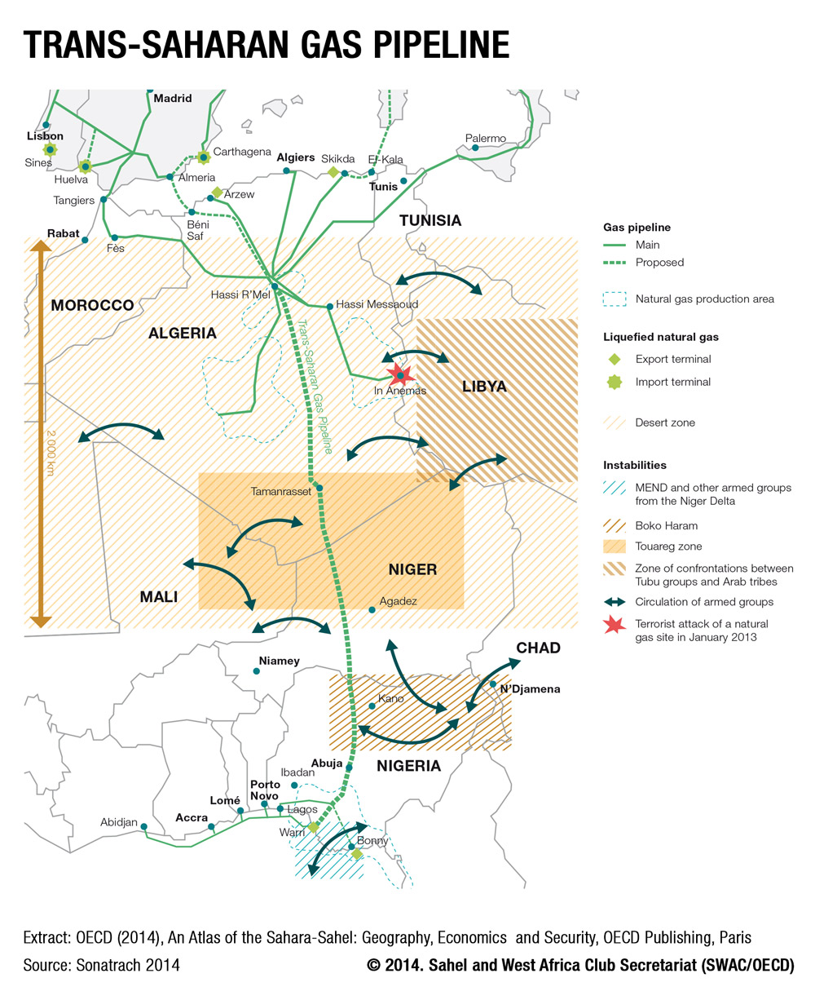 TRANS-SAHARAN GAS PIPELINE
Madrid
Lisbon
Sines
Huelva
Carthagena
Almeria
Tangiers
Algiers
Skikda
El-Kala
Palermo
Arzew
Tunis
Béni
Saf
Rabat
Fès
TUNISIA
MOROCCO
Hassi R'Mel
Hassi Messaoud
ALGERIA
Trans-Saharan Gas Pipeline
LIBYA
In Anemas
2 000 km
Tamanrasset
NIGER
MALI
Agadez
Niamey
CHAD
N'Djamena
Kano
Abuja
NIGERIA
Ibadan
Porto
Novo
Lomé
Lagos
Accra
Abidjan
Warri
Bonny
Gas pipeline
Main
Proposed
Natural gas production area
Liquefied natural gas
Export terminal
Import terminal
Desert zone
Instabilities
MEND and other armed groups
from the Niger Delta
Boko Haram
Touareg zone
Zone of confrontations between
Tubu groups and Arab tribes
Circulation of armed groups
Terrorist attack of a natural
gas site in January 2013
Extract: OECD (2014), An Atlas of the Sahara-Sahel: Geography, Economics and Security, OECD Publishing, Paris
Source: Sonatrach 2014
© 2014. Sahel and West Africa Club Secretariat (SWAC/OECD)